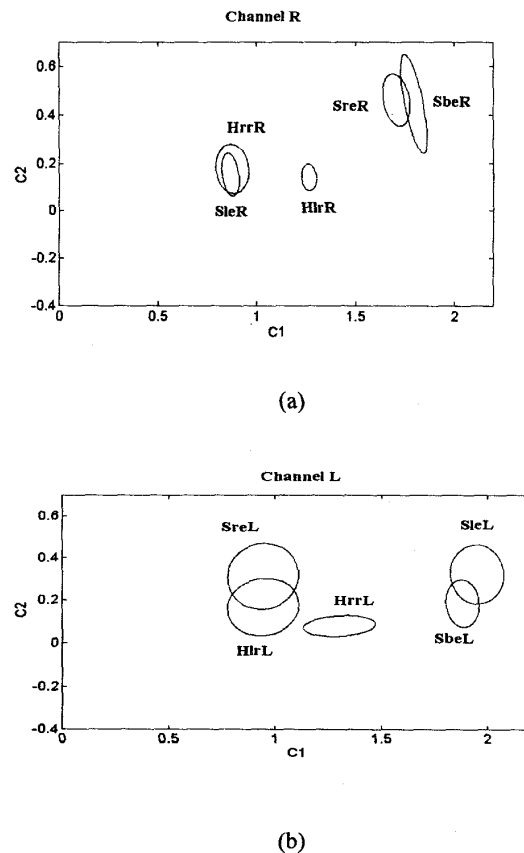 Channel R
0.6
0.4
0.2
0
-0.2
-0.4
C2
HrrR
SleR
HlrR
SreR
SbeR
0
0.5
1
1.5
2
C1
(a)
Channel L
0.6
0.4
0.2
0
-0.2
-0.4
C2
SreL
HlrL
HrrL
SleL
SbeL
0
0.5
1
1.5
2
C1
(b)